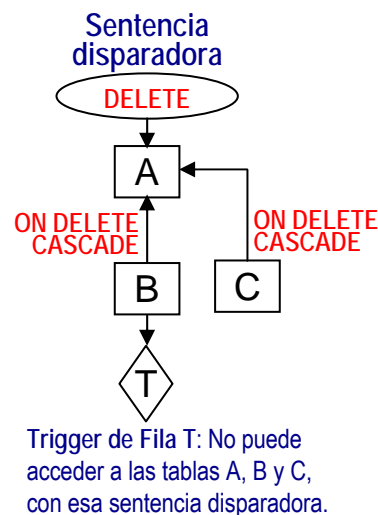 Sentencia
disparadora
DELETE
A
ON DELETE
CASCADE
ON DELETE
CASCADE
B
C
T
Trigger de Fila T: No puede
acceder a las tablas A, B y C,
con esa sentencia disparadora.